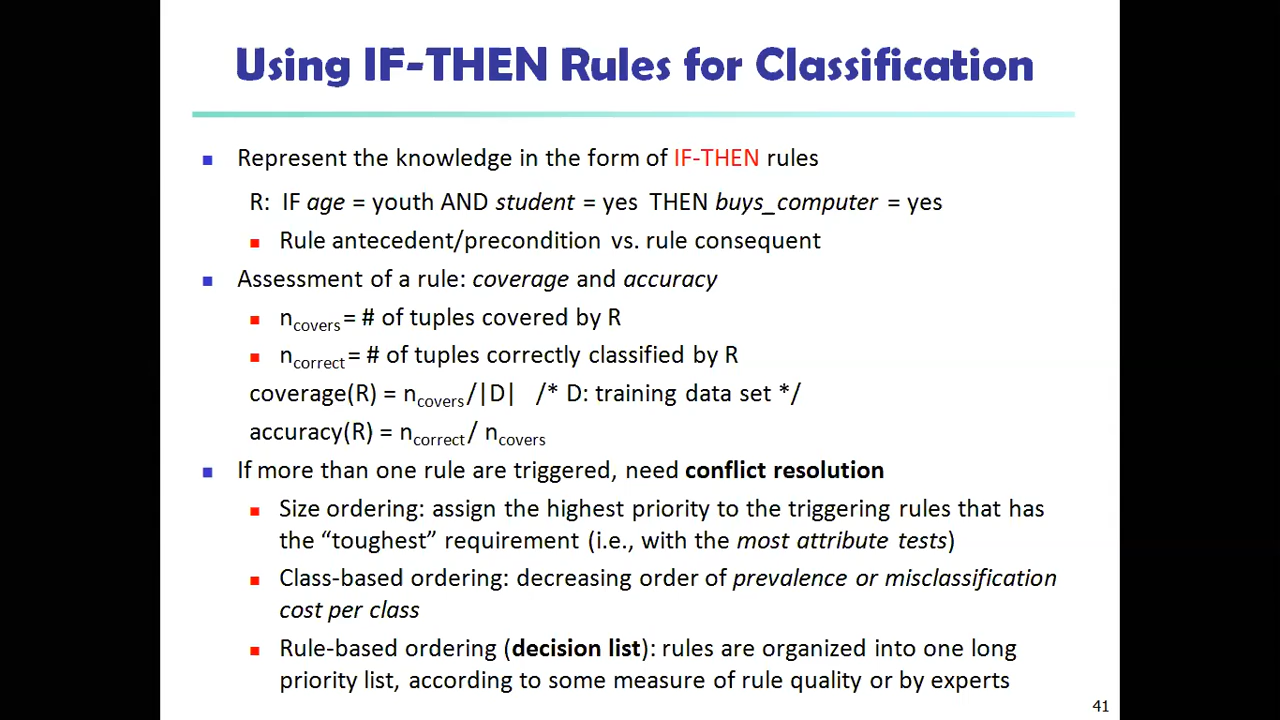 Using IF-THEN Rules for Classification
Represent the knowledge in the form of IF-THEN rules
R: IF age = youth AND student = yes THEN buys_computer = yes
Rule antecedent/precondition vs. rule consequent
Assessment of a rule: coverage and accuracy
ncovers = # of tuples covered by R
ncorrect = # of tuples correctly classified by R
coverage(R) = ncovers /|D| /* D: training data set */
accuracy(R) = ncorrect / ncovers
If more than one rule are triggered, need conflict resolution
Size ordering: assign the highest priority to the triggering rules that has
the “toughest” requirement (i.e., with the most attribute tests)
Class-based ordering: decreasing order of prevalence or misclassification
cost per class
Rule-based ordering (decision list): rules are organized into one long
priority list, according to some measure of rule quality or by experts
41